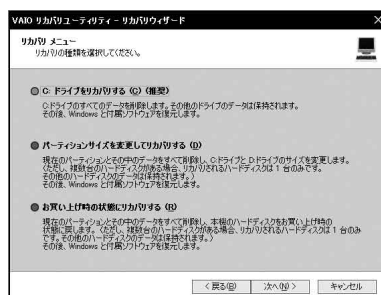 VAIO リカバリユーティリティ - リカバリウィザード
リカバリ メニュー
リカバリの種類を選択してください。
C: ドライブをリカバリする (C) (推奨)
C:ドライブのすべてのデータを削除します。その他のドライブのデータは保持されます。
その後、Windows と付属ソフトウェアを復元します。
パーティションサイズを変更してリカバリする (D)
現在のパーティションとその中のデータをすべて削除し、C:ドライブと D:ドライブのサイズを変更します。
(ただし、複数台のハードディスクがある場合、リカバリされるハードディスクは 1 台のみです。
その他のハードディスクのデータは保持されます。)
その後、Windows と付属ソフトウェアを復元します。
お買い上げ時の状態にリカバリする (R)
現在のパーティションとその中のデータをすべて削除し、本機のハードディスクをお買い上げ時の
状態に戻します。(ただし、複数台のハードディスクがある場合、リカバリされるハードディスクは 1 台のみ
です。その他のハードディスクのデータは保持されます。)
その後、Windows と付属ソフトウェアを復元します。
< 戻る(B) 次へ(N) > キャンセル